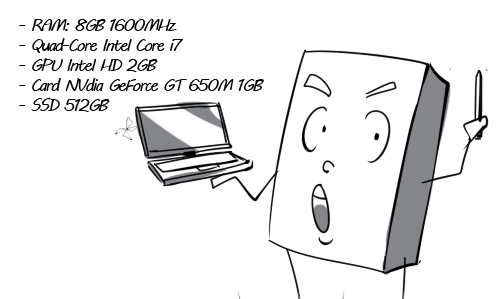 - RAM: 8GB 1600MHz
- Quad-Core Intel Core i7
- GPU Intel HD 2GB
- Card NVdia GeForce GT 650M 1GB
- SSD 512GB